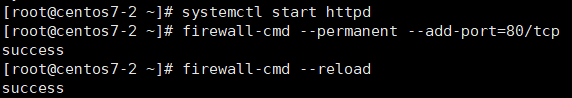 [root@centos7-2 ~]# systemctl start httpd
[root@centos7-2 ~]# firewall-cmd --permanent --add-port=80/tcp
success
[root@centos7-2 ~]# firewall-cmd --reload
success